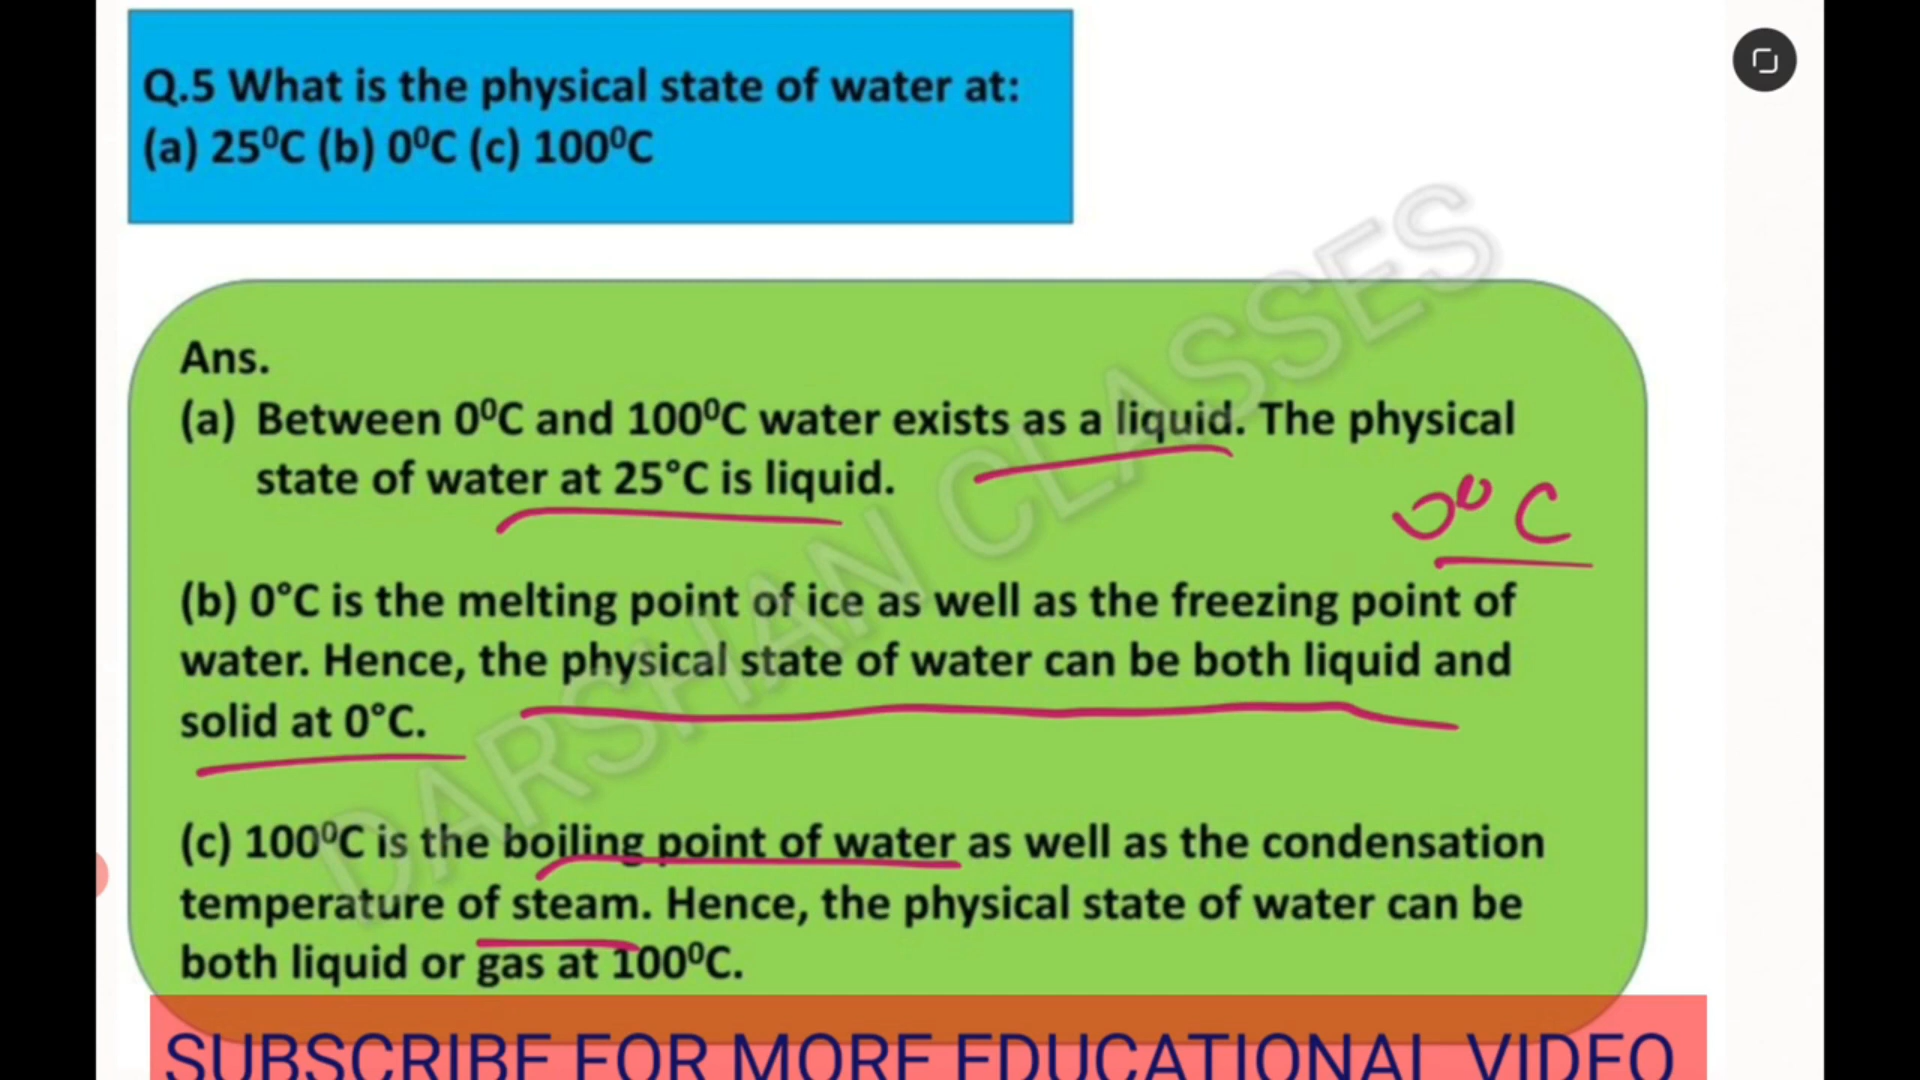 Q.5 What is the physical state of water at:
(a) 25⁰C (b) 0⁰C (c) 100⁰C
Ans.
(a) Between 0⁰C and 100⁰C water exists as a liquid. The physical
state of water at 25°C is liquid.
0⁰ C
(b) 0°C is the melting point of ice as well as the freezing point of
water. Hence, the physical state of water can be both liquid and
solid at 0°C.
(c) 100⁰C is the boiling point of water as well as the condensation
temperature of steam. Hence, the physical state of water can be
both liquid or gas at 100⁰C.
DARSHAN CLASSES
SUBSCRIBE FOR MORE EDUCATIONAL VIDEO